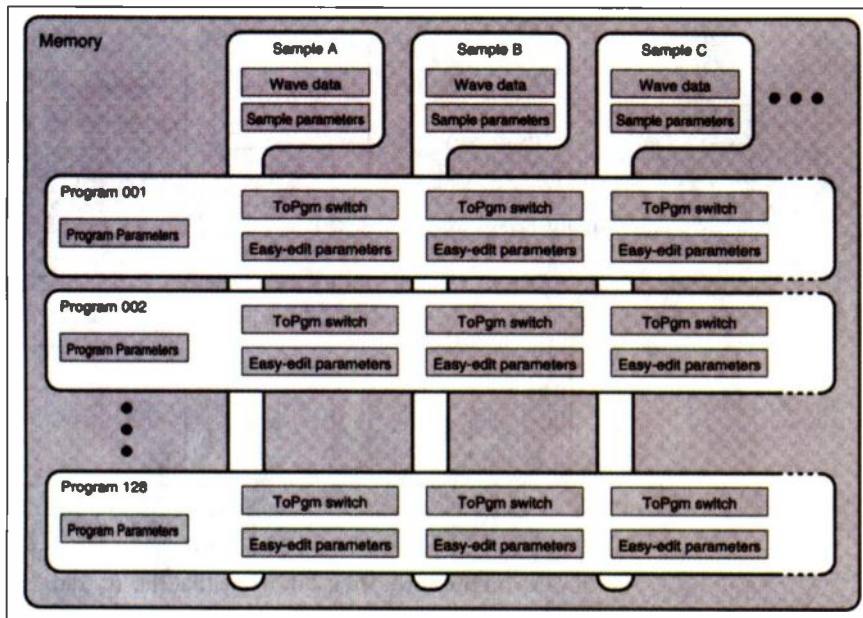 Memory
Sample A
Sample B
Sample C
Wave data
Wave data
Wave data
Sample parameters
Sample parameters
Sample parameters
Program 001
ToPgm switch
ToPgm switch
ToPgm switch
Program Parameters
Easy-edit parameters
Easy-edit parameters
Easy-edit parameters
Program 002
ToPgm switch
ToPgm switch
ToPgm switch
Program Parameters
Easy-edit parameters
Easy-edit parameters
Easy-edit parameters
Program 128
ToPgm switch
ToPgm switch
ToPgm switch
Program Parameters
Easy-edit parameters
Easy-edit parameters
Easy-edit parameters